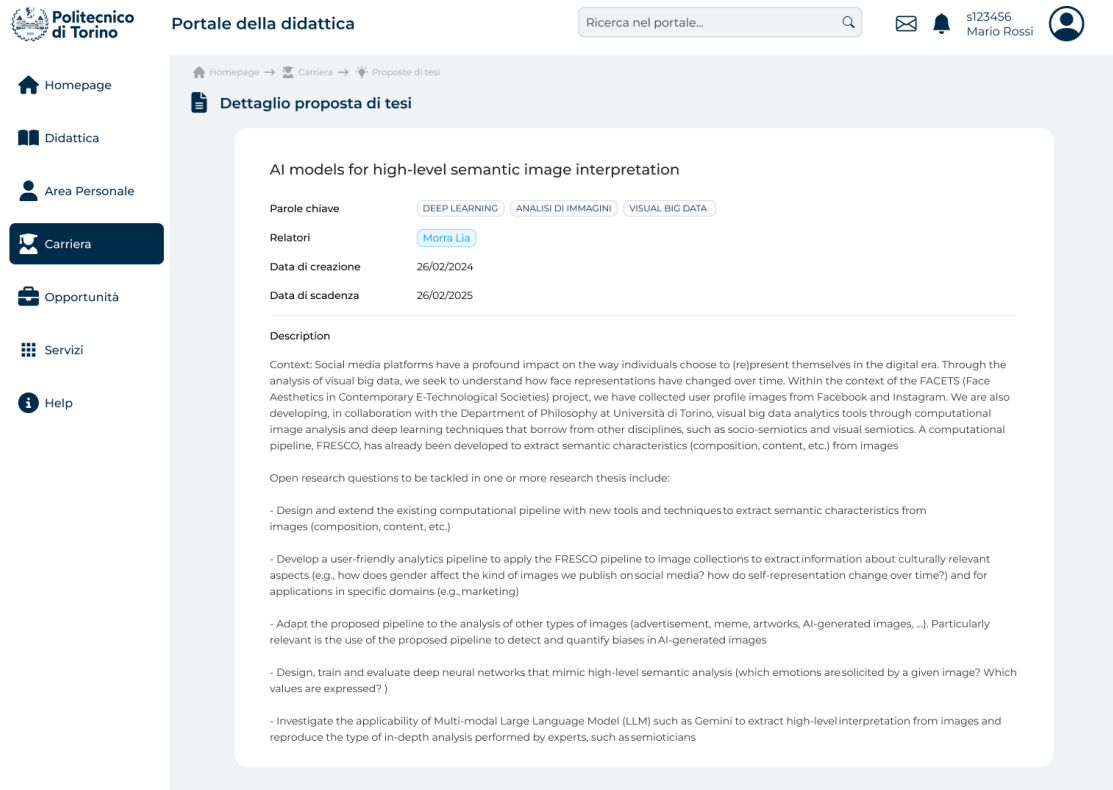 Politecnico
di Torino
Portale della didattica
Ricerca nel portale...
s123456
Mario Rossi
Homepage
Didattica
Area Personale
Carriera
Opportunità
Servizi
Help
Homepage → Carriera → Proposte di tesi
Dettaglio proposta di tesi
AI models for high-level semantic image interpretation
Parole chiave DEEP LEARNING ANALISI DI IMMAGINI VISUAL BIG DATA
Relatori Morra Lia
Data di creazione 26/02/2024
Data di scadenza 26/02/2025
Description
Context: Social media platforms have a profound impact on the way individuals choose to (re)present themselves in the digital era. Through the
analysis of visual big data, we seek to understand how face representations have changed over time. Within the context of the FACETS (Face
Aesthetics in Contemporary E-Technological Societies) project, we have collected user profile images from Facebook and Instagram. We are also
developing, in collaboration with the Department of Philosophy at Università di Torino, visual big data analytics tools through computational
image analysis and deep learning techniques that borrow from other disciplines, such as socio-semiotics and visual semiotics. A computational
pipeline, FRESCO, has already been developed to extract semantic characteristics (composition, content, etc.) from images
Open research questions to be tackled in one or more research thesis include:
- Design and extend the existing computational pipeline with new tools and techniques to extract semantic characteristics from
images (composition, content, etc.)
- Develop a user-friendly analytics pipeline to apply the FRESCO pipeline to image collections to extract information about culturally relevant
aspects (e.g., how does gender affect the kind of images we publish on social media? how do self-representation change over time?) and for
applications in specific domains (e.g., marketing)
- Adapt the proposed pipeline to the analysis of other types of images (advertisement, meme, artworks, AI-generated images, ...). Particularly
relevant is the use of the proposed pipeline to detect and quantify biases in AI-generated images
- Design, train and evaluate deep neural networks that mimic high-level semantic analysis (which emotions are solicited by a given image? Which
values are expressed? )
- Investigate the applicability of Multi-modal Large Language Model (LLM) such as Gemini to extract high-level interpretation from images and
reproduce the type of in-depth analysis performed by experts, such as semioticians